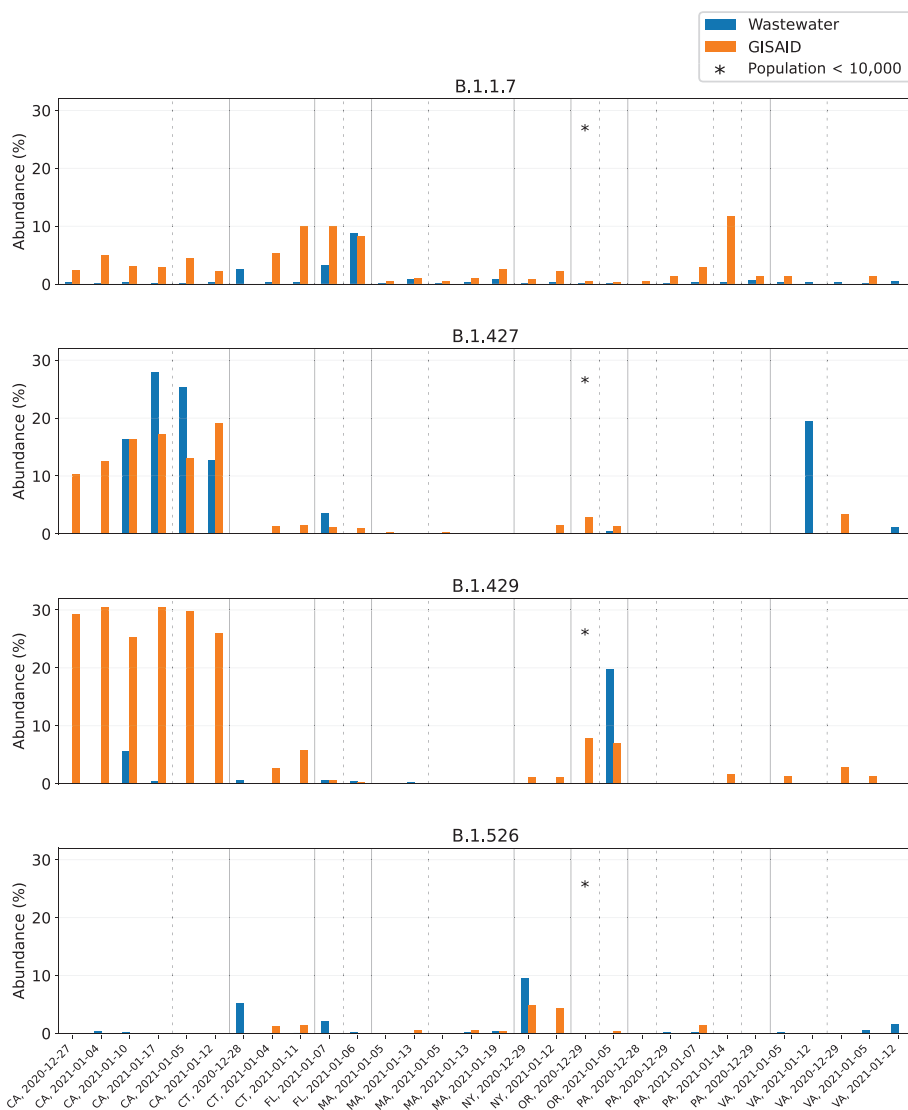 Wastewater
GISAID
* Population < 10,000
B.1.1.7
Abundance (%)
30
20
10
0
*
B.1.427
Abundance (%)
30
20
10
0
*
B.1.429
Abundance (%)
30
20
10
0
*
B.1.526
Abundance (%)
30
20
10
0
*
CA, 2020-12-27
CA, 2021-01-04
CA, 2021-01-10
CA, 2021-01-17
CA, 2021-01-05
CA, 2021-01-12
CT, 2020-12-28
CT, 2021-01-04
CT, 2021-01-11
FL, 2021-01-07
FL, 2021-01-06
MA, 2021-01-05
MA, 2021-01-13
MA, 2021-01-05
MA, 2021-01-13
MA, 2021-01-19
NY, 2020-12-29
NY, 2021-01-12
OR, 2020-12-29
OR, 2021-01-05
PA, 2020-12-28
PA, 2020-12-29
PA, 2021-01-07
PA, 2021-01-14
PA, 2020-12-29
VA, 2021-01-05
VA, 2021-01-12
VA, 2020-12-29
VA, 2021-01-05
VA, 2021-01-12